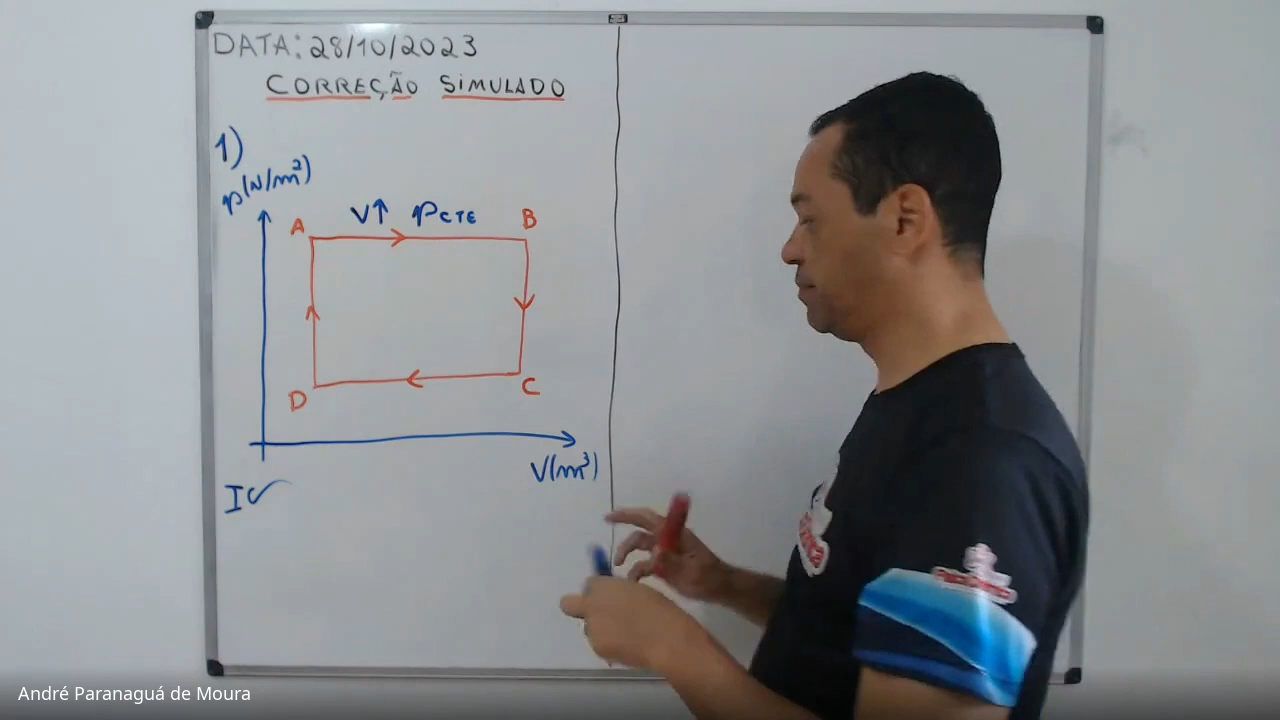 DATA: 28/10/2023
CORREÇÃO SIMULADO
1)
p(N/m²)
A V↑ pCTE B
D C
V(m³)
I✓
André Paranaguá de Moura